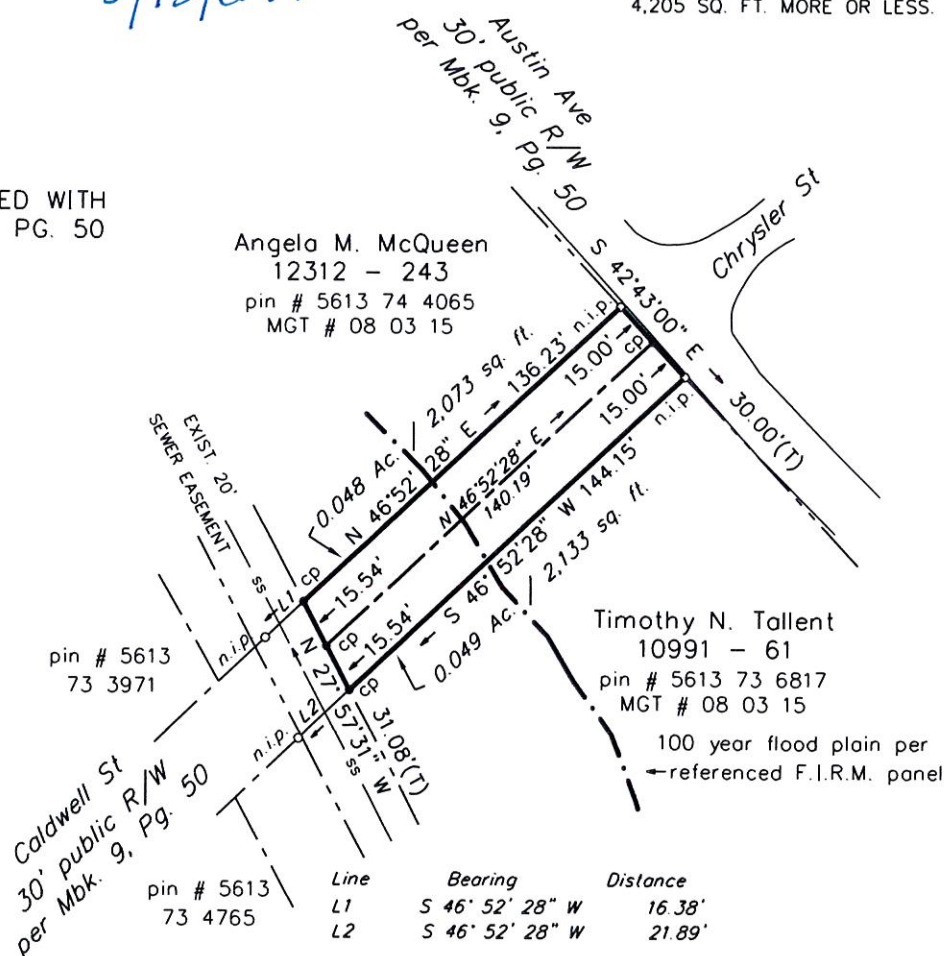 4,205 SQ. FT. MORE OR LESS.
Austin Ave
30' public R/W
per Mbk. 9, Pg. 50
ED WITH
PG. 50
Chrysler St
Angela M. McQueen
12312 - 243
pin # 5613 74 4065
MGT # 08 03 15
S 42°43'00" E
30.00'(T)
n.i.p.
cp
15.00'
15.00'
n.i.p.
0.048 Ac. / 2,073 sq. ft.
N 46°52' 28" E 136.23'
N 46°52'28" E
140.19'
S 46°52'28" W 144.15'
0.049 Ac. / 2,133 sq. ft.
EXIST. 20'
SEWER EASEMENT
ss
L1
cp
15.54'
cp
15.54'
cp
n.i.p.
N 27°57'31" W
31.08'(T)
L2
n.i.p.
ss
pin # 5613
73 3971
Timothy N. Tallent
10991 - 61
pin # 5613 73 6817
MGT # 08 03 15
100 year flood plain per
referenced F.I.R.M. panel
Caldwell St
30' public R/W
per Mbk. 9, Pg. 50
pin # 5613
73 4765
Line Bearing Distance
L1 S 46° 52' 28" W 16.38'
L2 S 46° 52' 28" W 21.89'